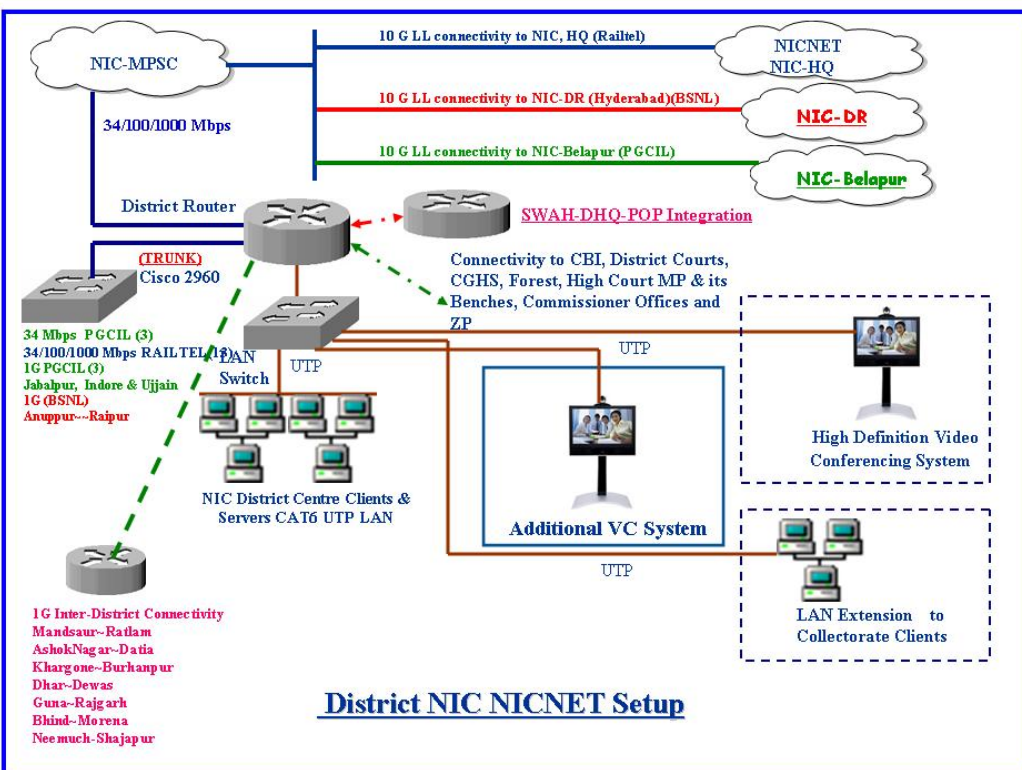 10 G LL connectivity to NIC, HQ (Railtel)
NIC-MPSC
NICNET
NIC-HQ
10 G LL connectivity to NIC-DR (Hyderabad)(BSNL)
NIC-DR
34/100/1000 Mbps
10 G LL connectivity to NIC-Belapur (PGCIL)
NIC-Belapur
District Router
SWAH-DHQ-POP Integration
(TRUNK)
Cisco 2960
Connectivity to CBI, District Courts,
CGHS, Forest, High Court MP & its
Benches, Commissioner Offices and
ZP
34 Mbps PGCIL (3)
34/100/1000 Mbps RAILTEL
1G PGCIL (3)
Jabalpur, Indore & Ujjain
1G (BSNL)
Anuppur~~Raipur
LAN
Switch
UTP
UTP
High Definition Video
Conferencing System
NIC District Centre Clients &
Servers CAT6 UTP LAN
Additional VC System
UTP
LAN Extension to
Collectorate Clients
1G Inter-District Connectivity
Mandsaur~Ratlam
AshokNagar~Datia
Khargone~Burhanpur
Dhar~Dewas
Guna~Rajgarh
Bhind~Morena
Neemuch-Shajapur
District NIC NICNET Setup